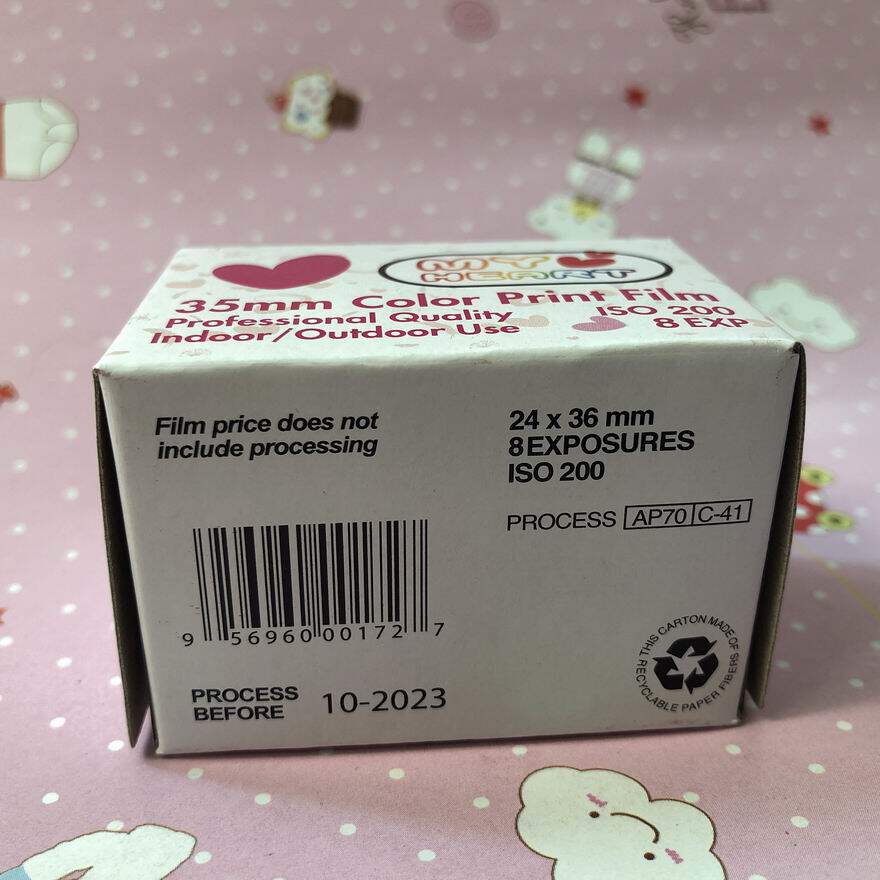 MY
HEART
35mm Color Print Film
Professional Quality
Indoor/Outdoor Use
ISO 200
8 EXP
Film price does not
include processing
24 x 36 mm
8 EXPOSURES
ISO 200
PROCESS AP70 C-41
9 56960 00172 7
PROCESS
BEFORE
10-2023
THIS CARTON MADE OF RECYCLABLE PAPER FIBERS